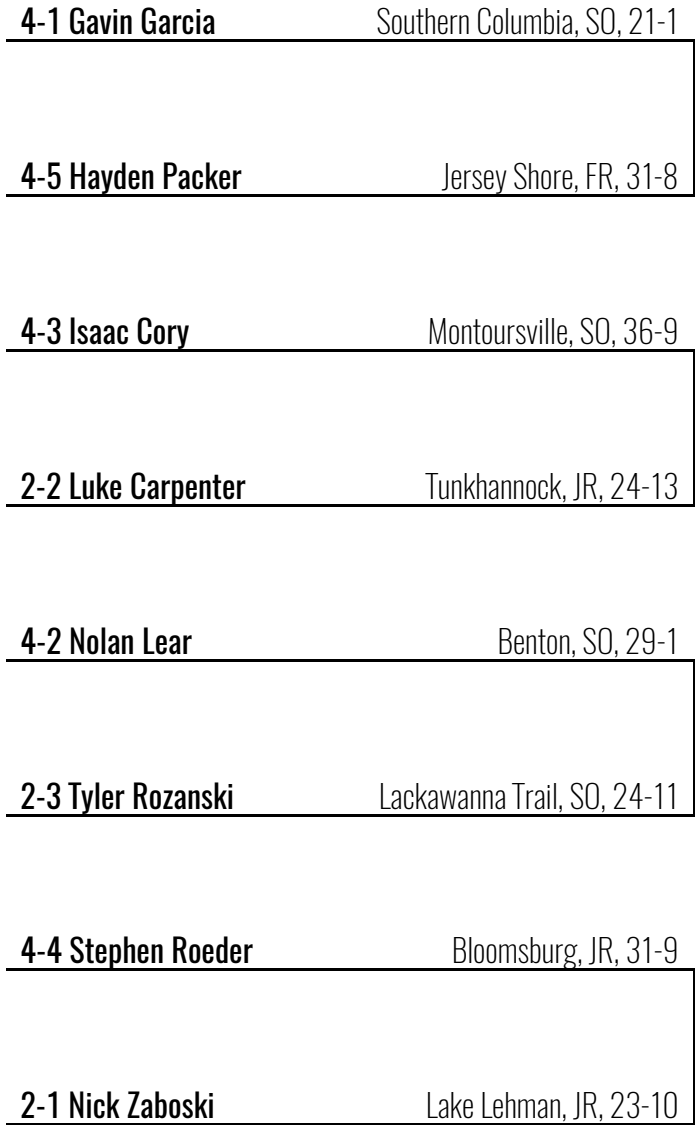 4-1 Gavin Garcia Southern Columbia, SO, 21-1
4-5 Hayden Packer Jersey Shore, FR, 31-8
4-3 Isaac Cory Montoursville, SO, 36-9
2-2 Luke Carpenter Tunkhannock, JR, 24-13
4-2 Nolan Lear Benton, SO, 29-1
2-3 Tyler Rozanski Lackawanna Trail, SO, 24-11
4-4 Stephen Roeder Bloomsburg, JR, 31-9
2-1 Nick Zaboski Lake Lehman, JR, 23-10